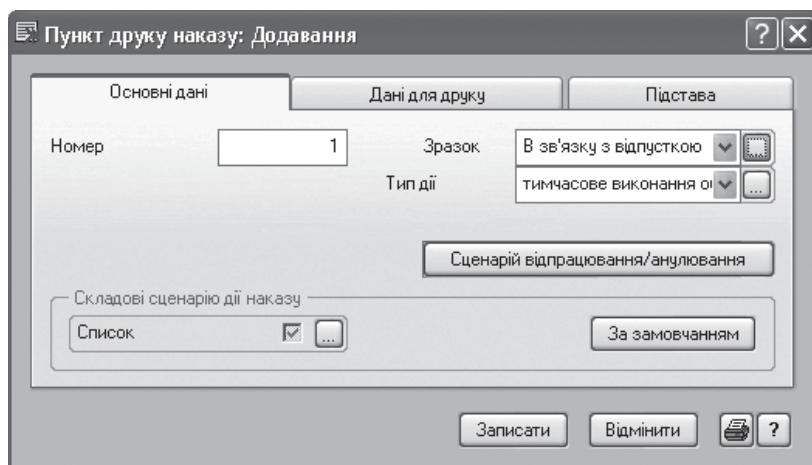 Пункт друку наказу: Додавання
Основні дані
Дані для друку
Підстава
Номер
1
Зразок
В зв'язку з відпусткою
Тип дії
тимчасове виконання
Сценарій відпрацювання/анулювання
Складові сценарію дії наказу
Список
...
За замовчанням
Записати
Відмінити
?